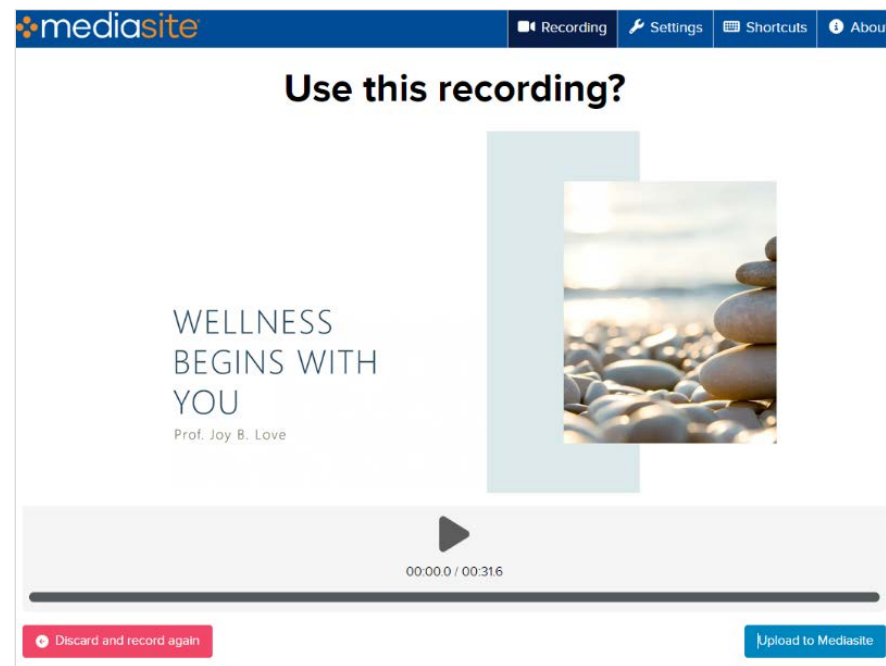 mediasite
Recording
Settings
Shortcuts
Abou
Use this recording?
WELLNESS
BEGINS WITH
YOU
Prof. Joy B. Love
00:00.0 / 00:31.6
Discard and record again
Upload to Mediasite